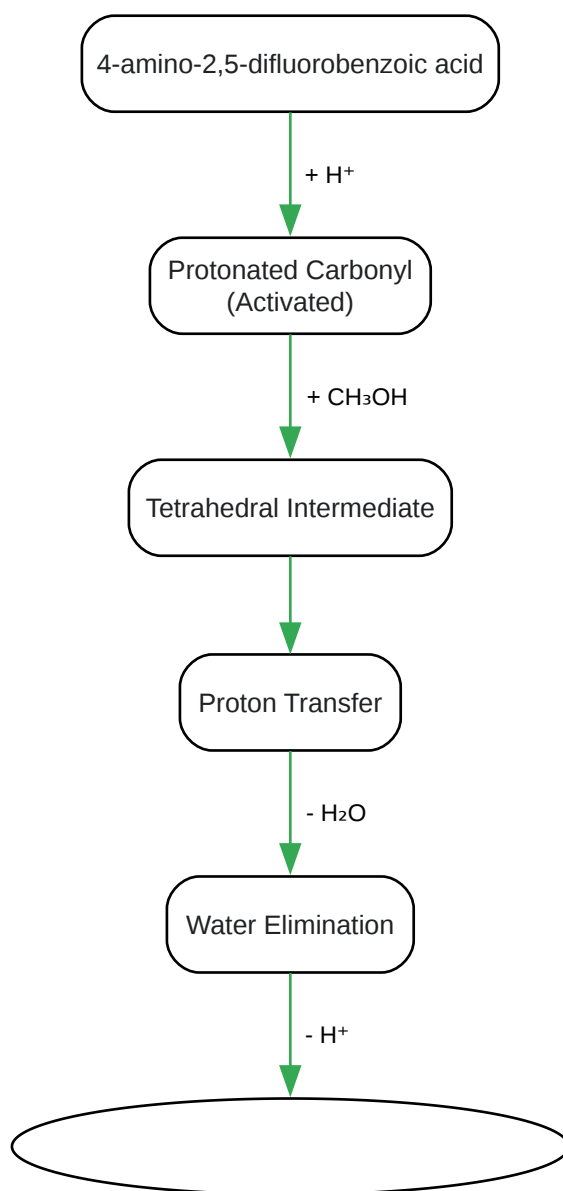 4-amino-2,5-difluorobenzoic acid
+ H⁺
Protonated Carbonyl
(Activated)
+ CH₃OH
Tetrahedral Intermediate
Proton Transfer
- H₂O
Water Elimination
- H⁺